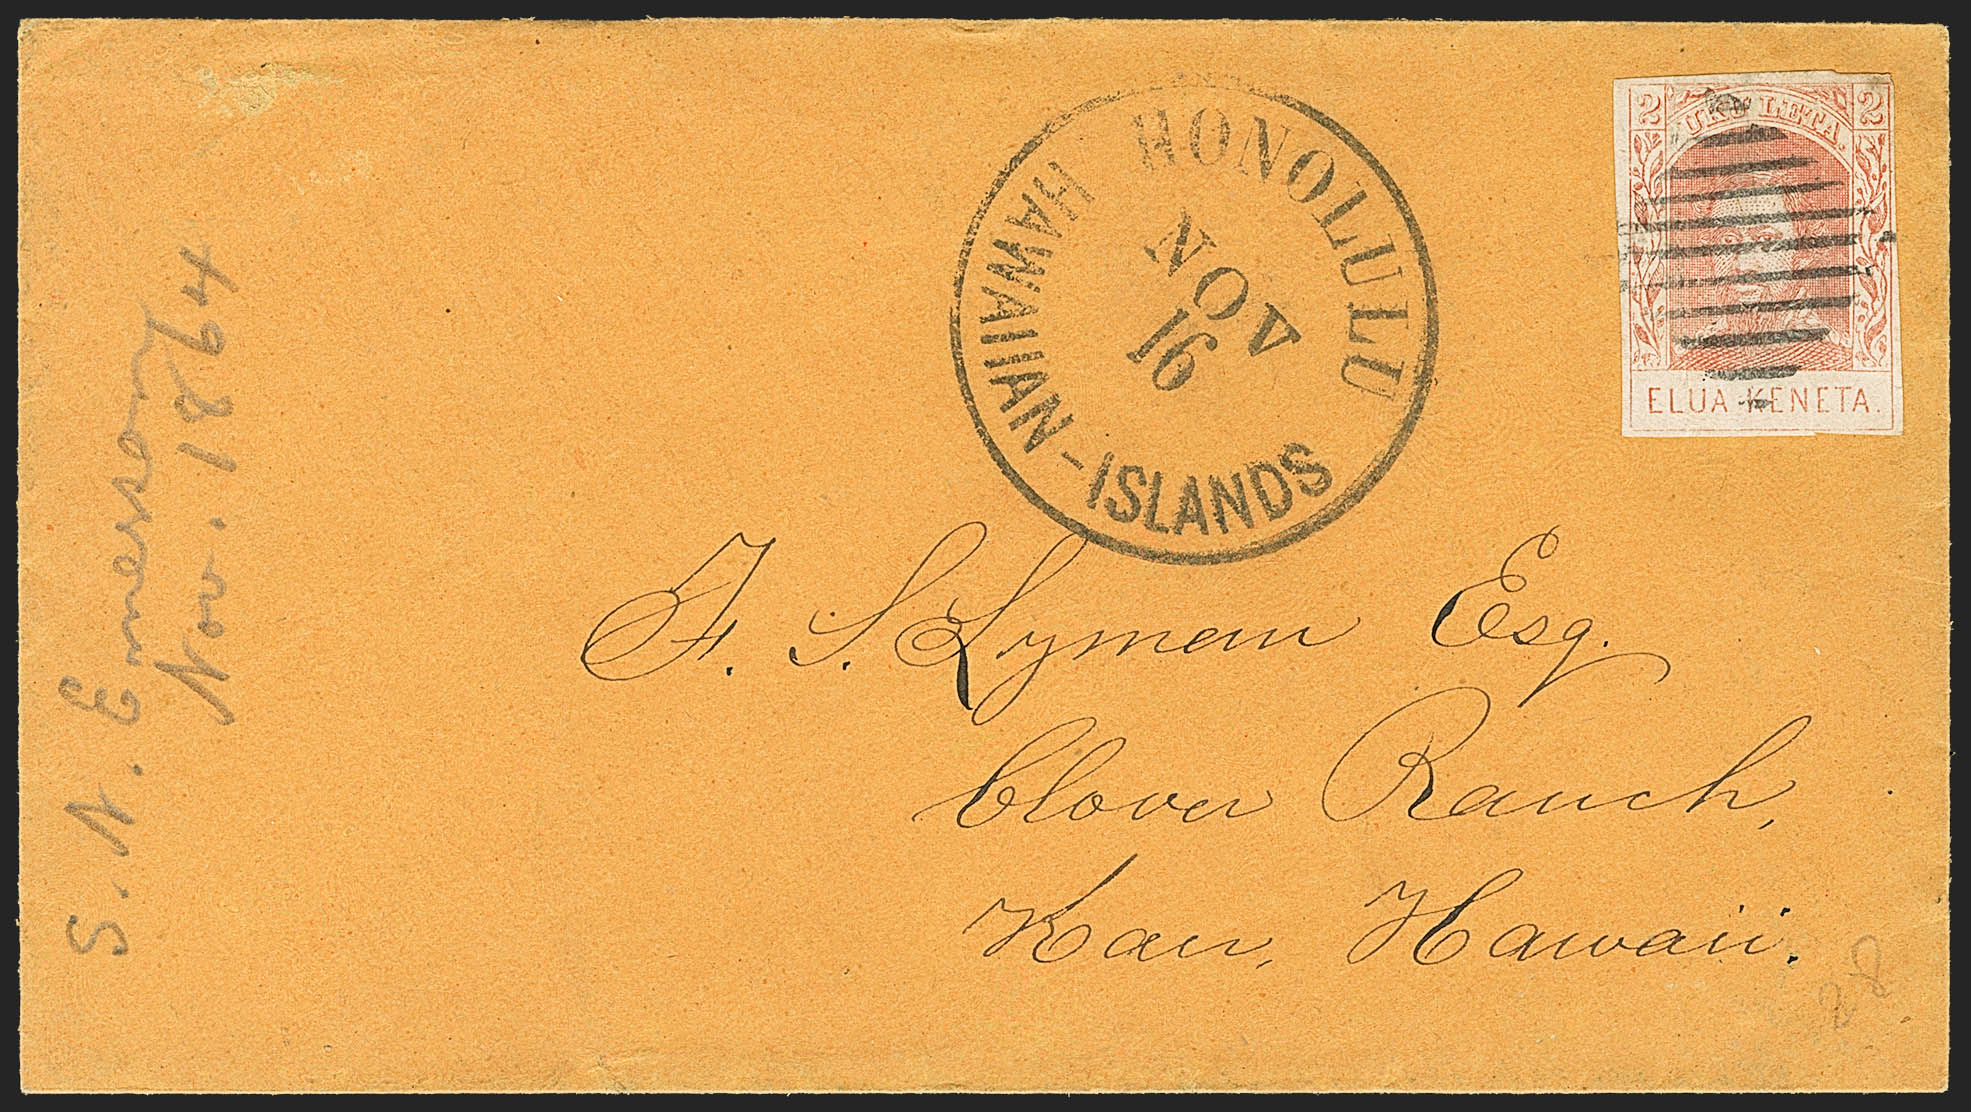 HONOLULU
HAWAIIAN-ISLANDS
NOV
16
2 UKU LETA. 2
ELUA KENETA.
F. S. Lyman Esq.
Clover Ranch,
Kau, Hawaii.
S. N. Emerson
Nov. 1864
28